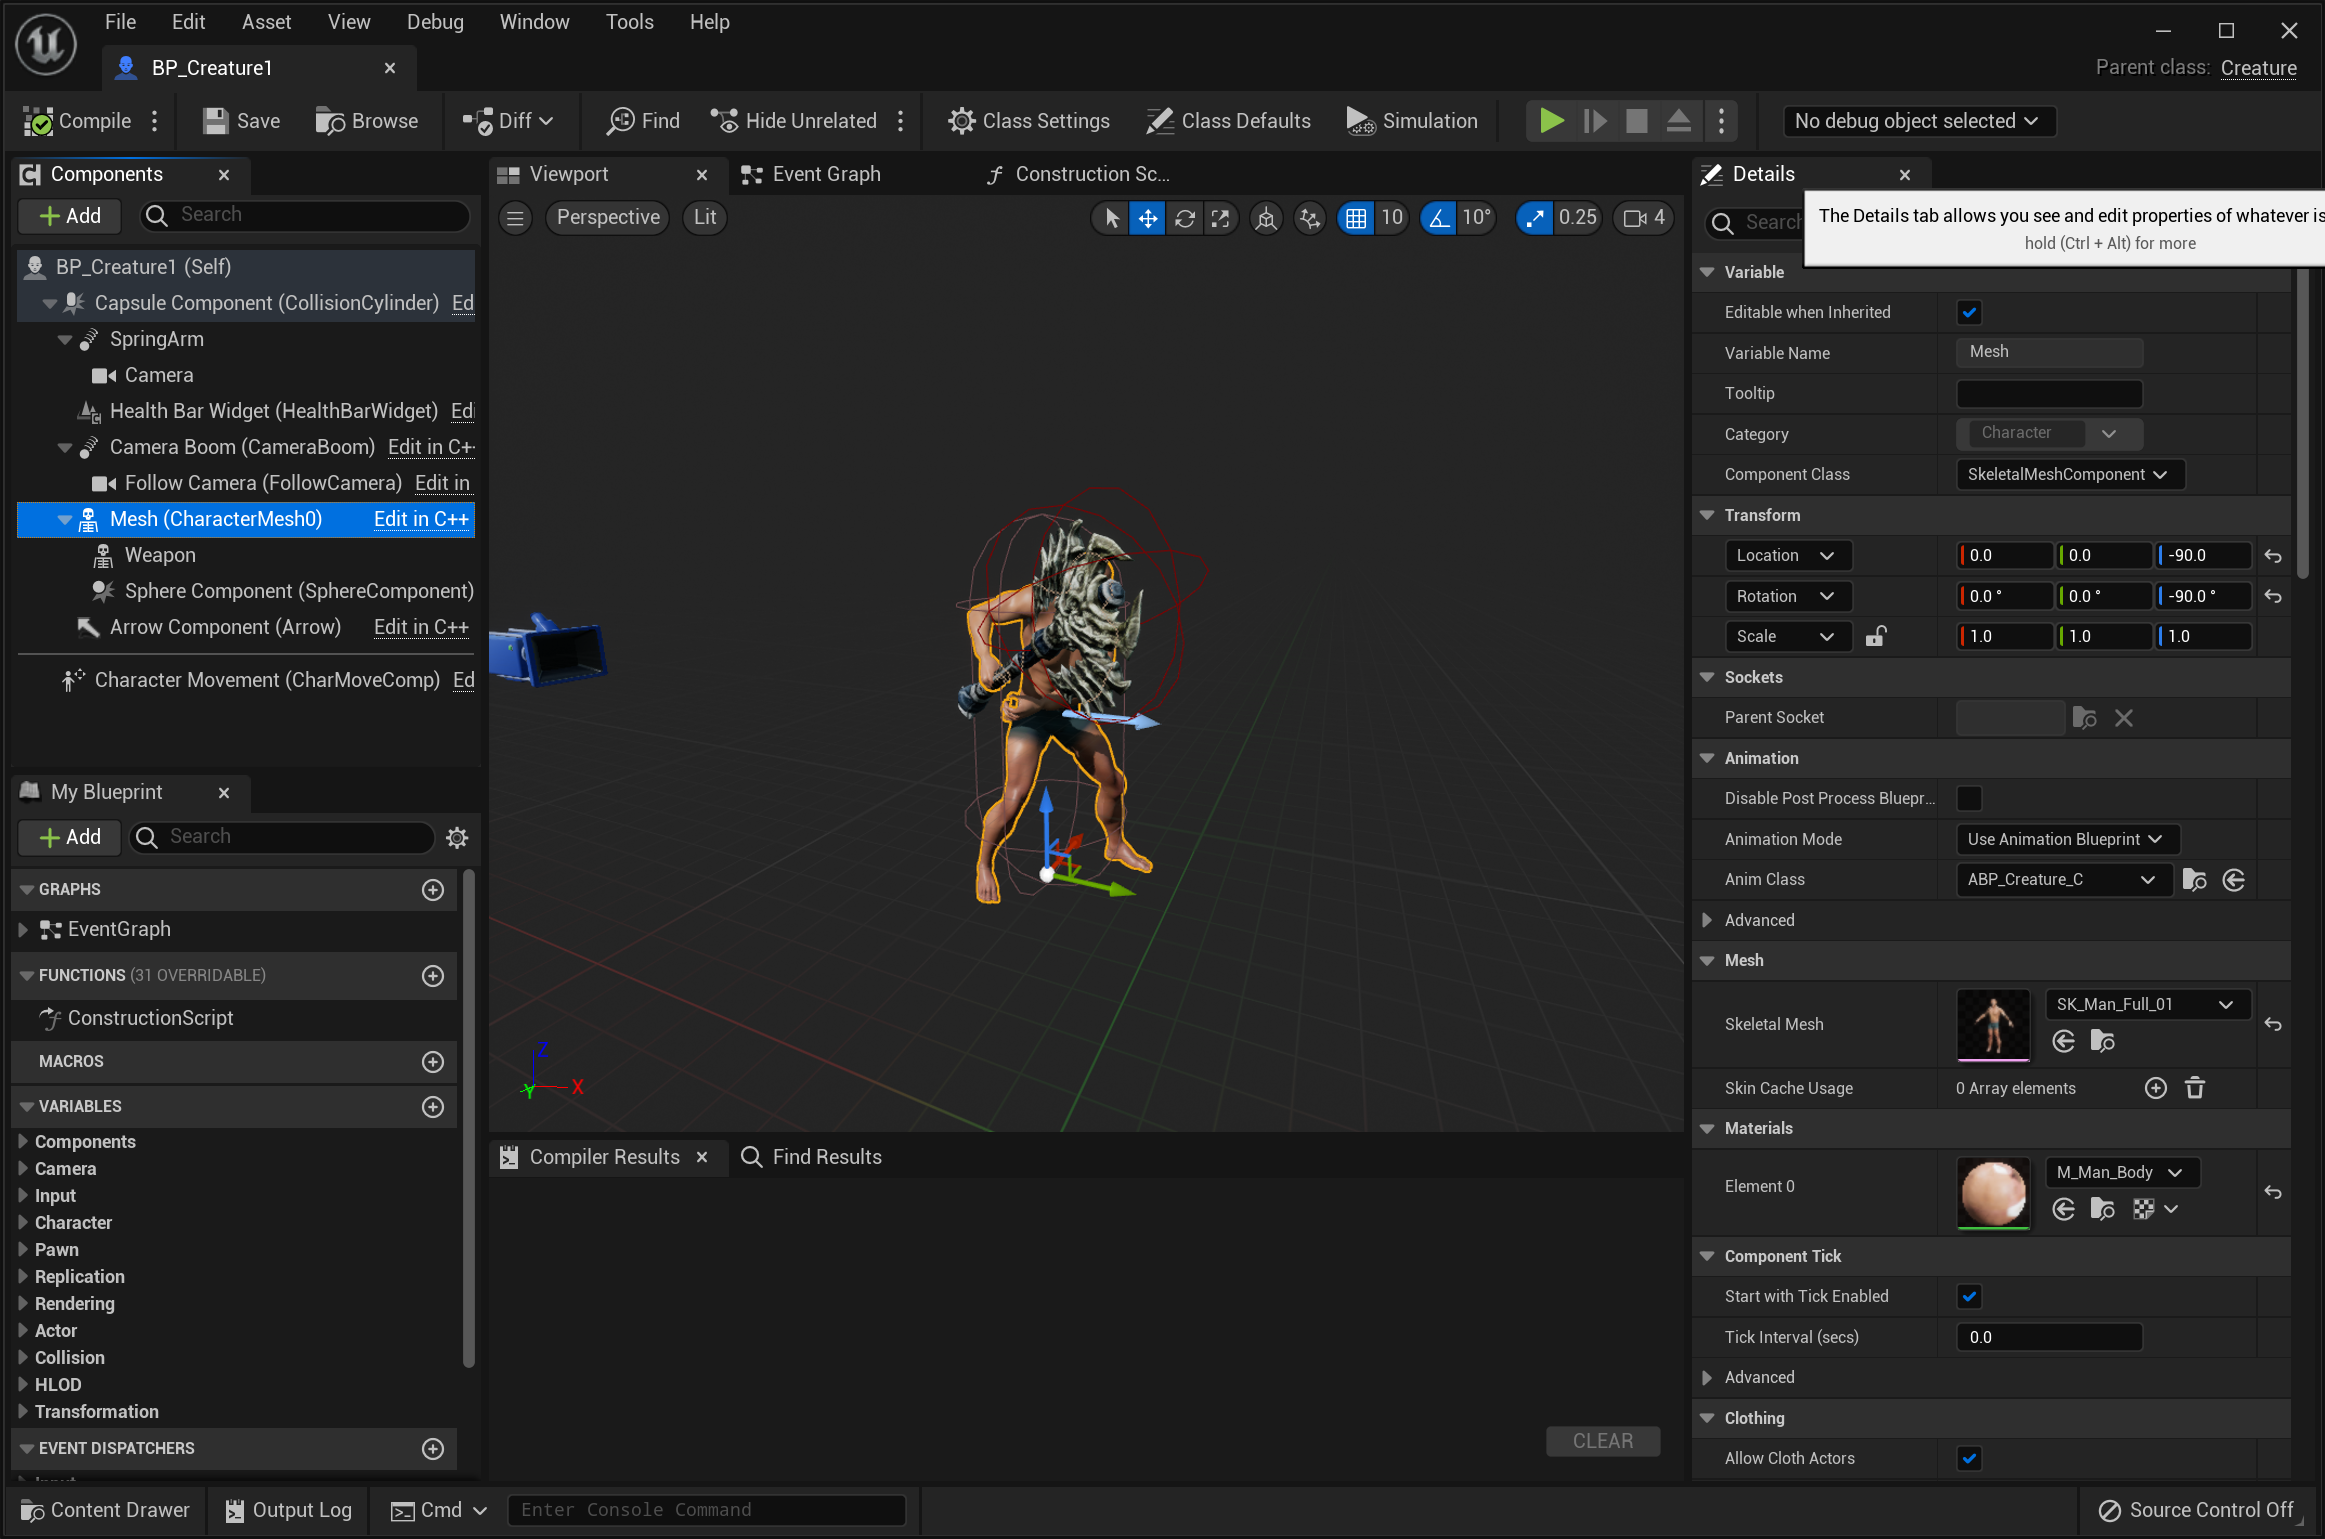 File Edit Asset View Debug Window Tools Help
BP_Creature1
Parent class: Creature
Compile Save Browse Diff Find Hide Unrelated Class Settings Class Defaults Simulation No debug object selected
Components
Add Search
BP_Creature1 (Self)
Capsule Component (CollisionCylinder) Ed
SpringArm
Camera
Health Bar Widget (HealthBarWidget) Edi
Camera Boom (CameraBoom) Edit in C+
Follow Camera (FollowCamera) Edit in
Mesh (CharacterMesh0) Edit in C++
Weapon
Sphere Component (SphereComponent)
Arrow Component (Arrow) Edit in C++
Character Movement (CharMoveComp) Ed
My Blueprint
Add Search
GRAPHS
EventGraph
FUNCTIONS (31 OVERRIDABLE)
ConstructionScript
MACROS
VARIABLES
Components
Camera
Input
Character
Pawn
Replication
Rendering
Actor
Collision
HLOD
Transformation
EVENT DISPATCHERS
Viewport Event Graph Construction Sc...
Perspective Lit 10 10° 0.25 4
Z
Y X
Compiler Results Find Results
CLEAR
Details
Search
The Details tab allows you see and edit properties of whatever is
hold (Ctrl + Alt) for more
Variable
Editable when Inherited
Variable Name Mesh
Tooltip
Category Character
Component Class SkeletalMeshComponent
Transform
Location 0.0 0.0 -90.0
Rotation 0.0 ° 0.0 ° -90.0 °
Scale 1.0 1.0 1.0
Sockets
Parent Socket
Animation
Disable Post Process Bluepr...
Animation Mode Use Animation Blueprint
Anim Class ABP_Creature_C
Advanced
Mesh
Skeletal Mesh SK_Man_Full_01
Skin Cache Usage 0 Array elements
Materials
Element 0 M_Man_Body
Component Tick
Start with Tick Enabled
Tick Interval (secs) 0.0
Advanced
Clothing
Allow Cloth Actors
Content Drawer Output Log Cmd Enter Console Command Source Control Off